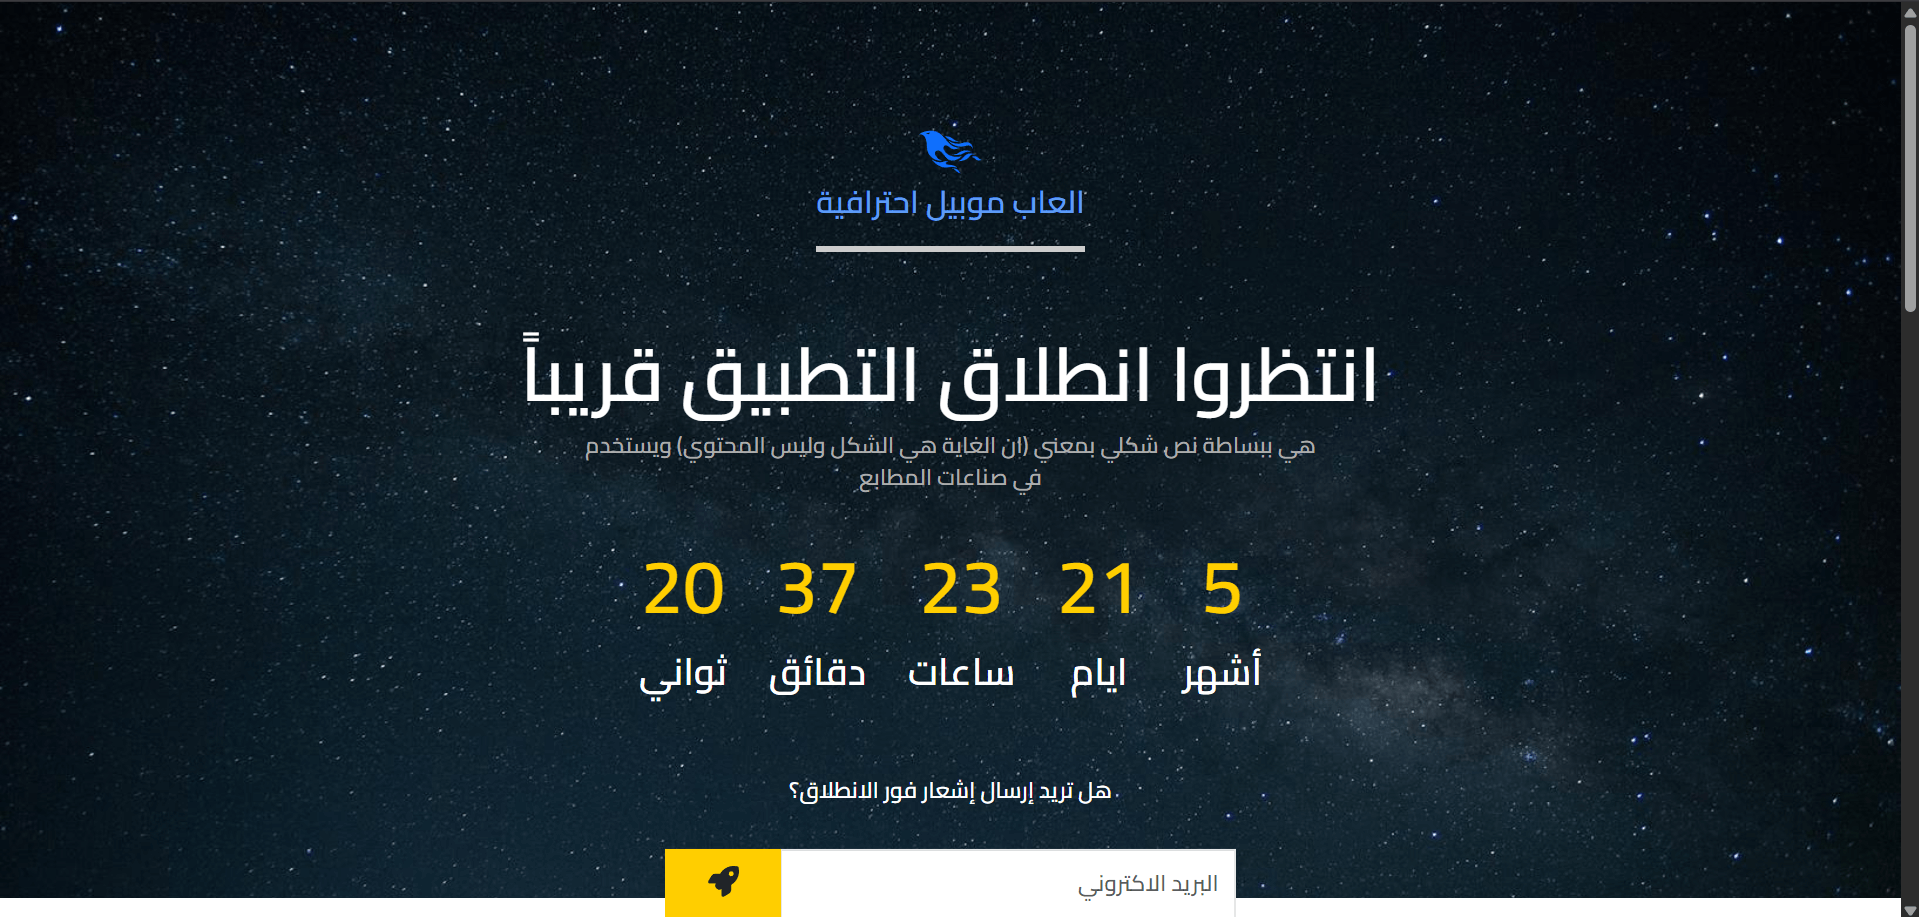 العاب موبيل احترافية
انتظروا انطلاق التطبيق قريباً
هي ببساطة نص شكلي بمعني (ان الغاية هي الشكل وليس المحتوي) ويستخدم
في صناعات المطابع
5 21 23 37 20
أشهر ايام ساعات دقائق ثواني
هل تريد إرسال إشعار فور الانطلاق؟
البريد الاكتروني